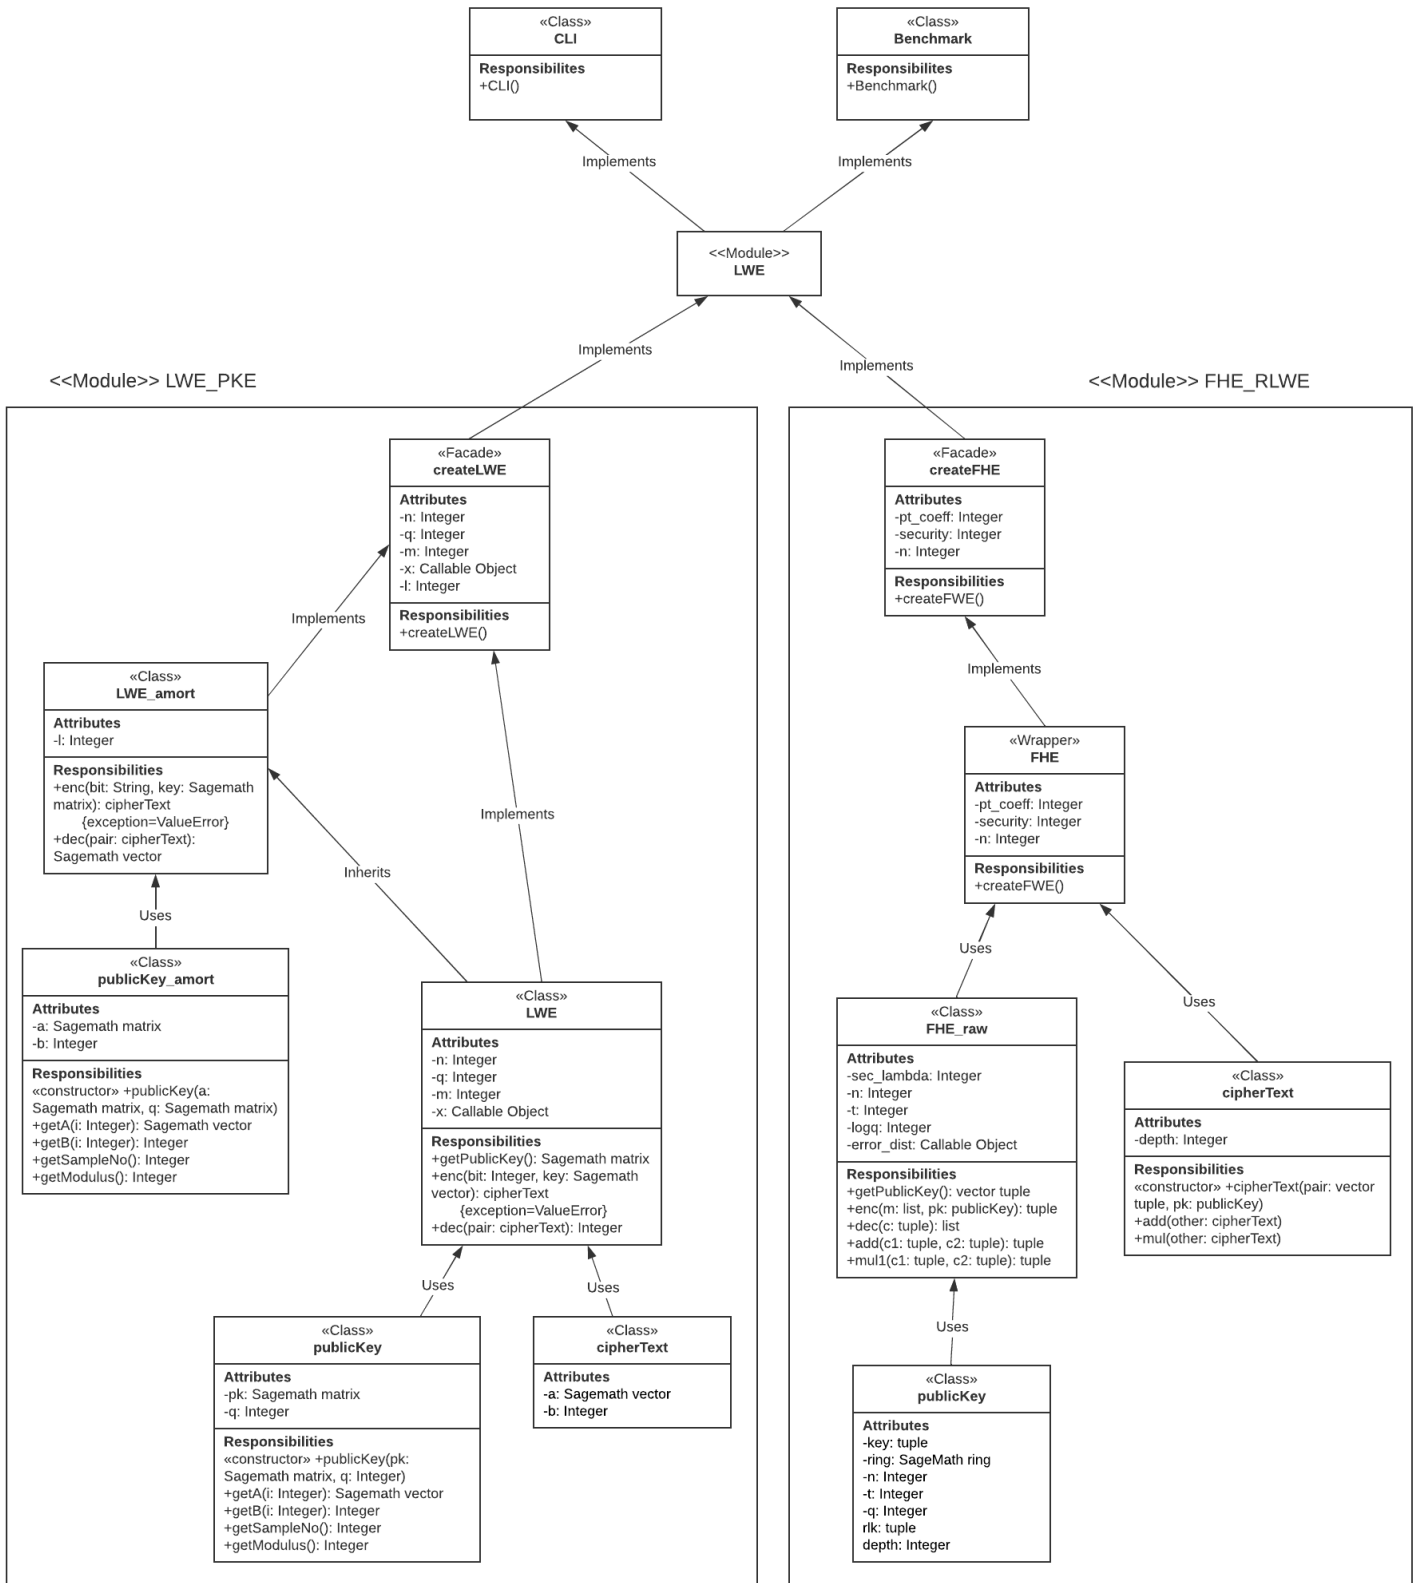 «Class»
CLI
Responsibilites
+CLI()
«Class»
Benchmark
Responsibilites
+Benchmark()
Implements
Implements
<<Module>>
LWE
Implements
Implements
<<Module>> LWE_PKE
<<Module>> FHE_RLWE
«Facade»
createLWE
Attributes
-n: Integer
-q: Integer
-m: Integer
-x: Callable Object
-l: Integer
Responsibilities
+createLWE()
Implements
«Class»
LWE_amort
Attributes
-l: Integer
Responsibilities
+enc(bit: String, key: Sagemath
matrix): cipherText
{exception=ValueError}
+dec(pair: cipherText):
Sagemath vector
Implements
Inherits
Uses
«Class»
publicKey_amort
Attributes
-a: Sagemath matrix
-b: Integer
Responsibilities
«constructor» +publicKey(a:
Sagemath matrix, q: Sagemath matrix)
+getA(i: Integer): Sagemath vector
+getB(i: Integer): Integer
+getSampleNo(): Integer
+getModulus(): Integer
«Class»
LWE
Attributes
-n: Integer
-q: Integer
-m: Integer
-x: Callable Object
Responsibilities
+getPublicKey(): Sagemath matrix
+enc(bit: Integer, key: Sagemath
vector): cipherText
{exception=ValueError}
+dec(pair: cipherText): Integer
Uses
Uses
«Class»
publicKey
Attributes
-pk: Sagemath matrix
-q: Integer
Responsibilities
«constructor» +publicKey(pk:
Sagemath matrix, q: Integer)
+getA(i: Integer): Sagemath vector
+getB(i: Integer): Integer
+getSampleNo(): Integer
+getModulus(): Integer
«Class»
cipherText
Attributes
-a: Sagemath vector
-b: Integer
«Facade»
createFHE
Attributes
-pt_coeff: Integer
-security: Integer
-n: Integer
Responsibilities
+createFWE()
Implements
«Wrapper»
FHE
Attributes
-pt_coeff: Integer
-security: Integer
-n: Integer
Responsibilities
+createFWE()
Uses
Uses
«Class»
FHE_raw
Attributes
-sec_lambda: Integer
-n: Integer
-t: Integer
-logq: Integer
-error_dist: Callable Object
Responsibilities
+getPublicKey(): vector tuple
+enc(m: list, pk: publicKey): tuple
+dec(c: tuple): list
+add(c1: tuple, c2: tuple): tuple
+mul1(c1: tuple, c2: tuple): tuple
«Class»
cipherText
Attributes
-depth: Integer
Responsibilities
«constructor» +cipherText(pair: vector
tuple, pk: publicKey)
+add(other: cipherText)
+mul(other: cipherText)
Uses
«Class»
publicKey
Attributes
-key: tuple
-ring: SageMath ring
-n: Integer
-t: Integer
-q: Integer
rlk: tuple
depth: Integer